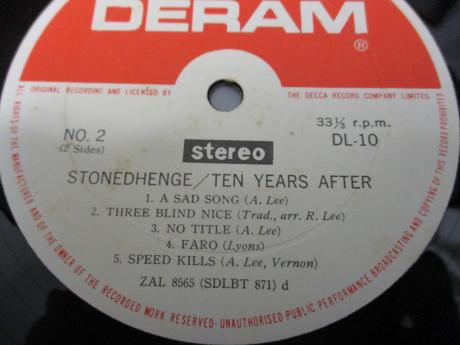 DERAM
®
ORIGINAL RECORDING AND LICENSED BY THE DECCA RECORD COMPANY LIMITED
NO. 2
(2 Sides)
33⅓ r.p.m.
DL-10
stereo
STONEDHENGE/TEN YEARS AFTER
1. A SAD SONG (A. Lee)
2. THREE BLIND NICE (Trad., arr. R. Lee)
3. NO TITLE (A. Lee)
4. FARO (Lyons)
5. SPEED KILLS (A. Lee, Vernon)
ZAL 8565 (SDLBT 871) d
ALL RIGHTS OF THE MANUFACTURER AND OF THE OWNER OF THE RECORDED WORK RESERVED · UNAUTHORISED PUBLIC PERFORMANCE BROADCASTING AND COPYING OF THIS RECORD PROHIBITED